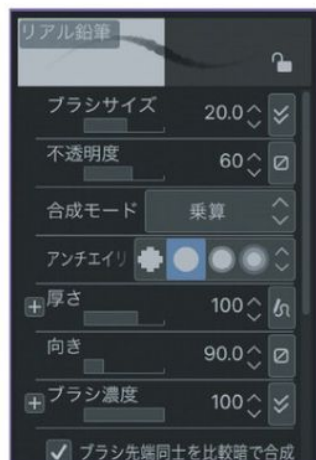 リアル鉛筆
ブラシサイズ 20.0
不透明度 60
合成モード 乗算
アンチエイリ
厚さ 100
向き 90.0
ブラシ濃度 100
ブラシ先端同士を比較暗で合成